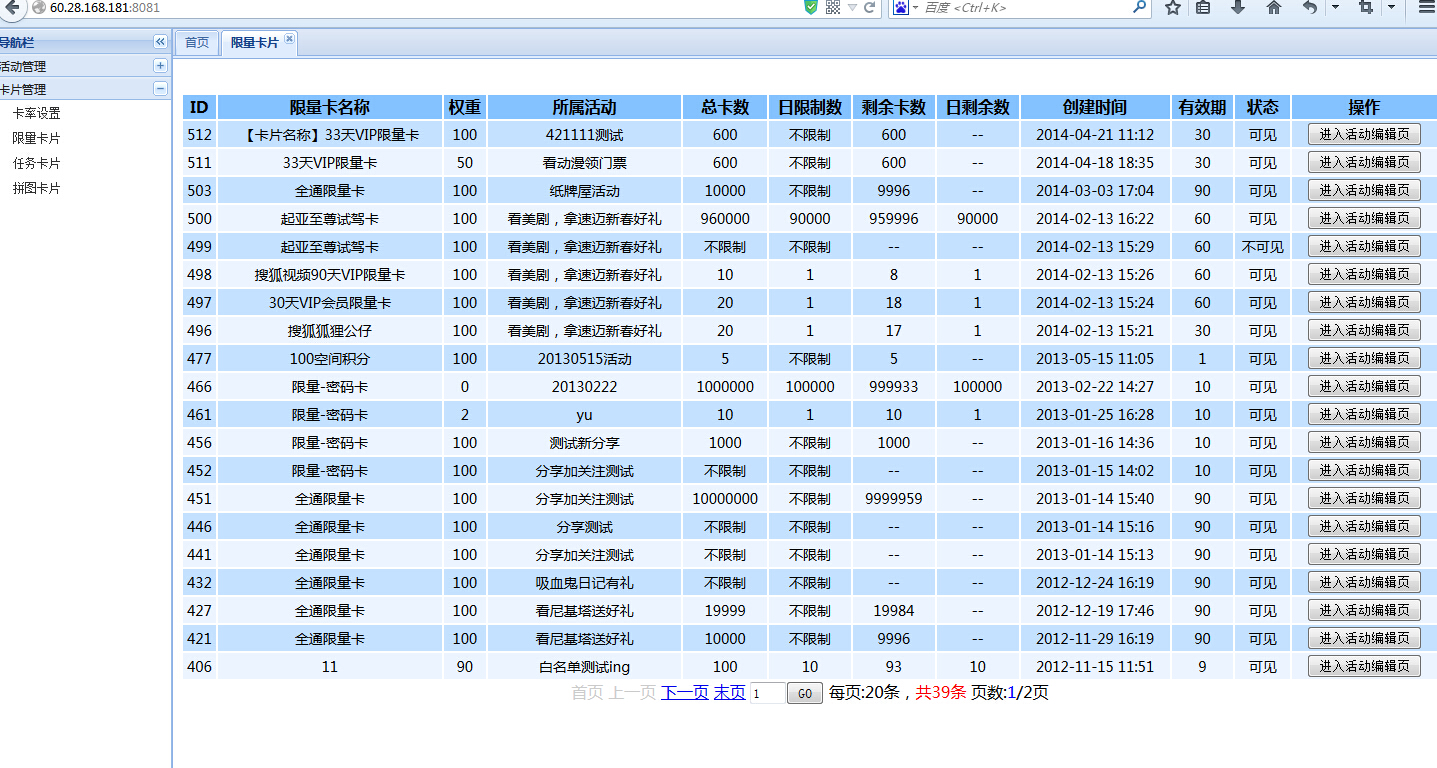 60.28.168.181:8081
百度 <Ctrl+K>
导航栏
活动管理
卡片管理
卡率设置
限量卡片
任务卡片
拼图卡片
首页 限量卡片
ID 限量卡名称 权重 所属活动 总卡数 日限制数 剩余卡数 日剩余数 创建时间 有效期 状态 操作
512 【卡片名称】33天VIP限量卡 100 421111测试 600 不限制 600 -- 2014-04-21 11:12 30 可见 进入活动编辑页
511 33天VIP限量卡 50 看动漫领门票 600 不限制 600 -- 2014-04-18 18:35 30 可见 进入活动编辑页
503 全通限量卡 100 纸牌屋活动 10000 不限制 9996 -- 2014-03-03 17:04 90 可见 进入活动编辑页
500 起亚至尊试驾卡 100 看美剧，拿速迈新春好礼 960000 90000 959996 90000 2014-02-13 16:22 60 可见 进入活动编辑页
499 起亚至尊试驾卡 100 看美剧，拿速迈新春好礼 不限制 不限制 -- -- 2014-02-13 15:29 60 不可见 进入活动编辑页
498 搜狐视频90天VIP限量卡 100 看美剧，拿速迈新春好礼 10 1 8 1 2014-02-13 15:26 60 可见 进入活动编辑页
497 30天VIP会员限量卡 100 看美剧，拿速迈新春好礼 20 1 18 1 2014-02-13 15:24 60 可见 进入活动编辑页
496 搜狐狐狸公仔 100 看美剧，拿速迈新春好礼 20 1 17 1 2014-02-13 15:21 30 可见 进入活动编辑页
477 100空间积分 100 20130515活动 5 不限制 5 -- 2013-05-15 11:05 1 可见 进入活动编辑页
466 限量-密码卡 0 20130222 1000000 100000 999933 100000 2013-02-22 14:27 10 可见 进入活动编辑页
461 限量-密码卡 2 yu 10 1 10 1 2013-01-25 16:28 10 可见 进入活动编辑页
456 限量-密码卡 100 测试新分享 1000 不限制 1000 -- 2013-01-16 14:36 10 可见 进入活动编辑页
452 限量-密码卡 100 分享加关注测试 不限制 不限制 -- -- 2013-01-15 14:02 10 可见 进入活动编辑页
451 全通限量卡 100 分享加关注测试 10000000 不限制 9999959 -- 2013-01-14 15:40 90 可见 进入活动编辑页
446 全通限量卡 100 分享测试 不限制 不限制 -- -- 2013-01-14 15:16 90 可见 进入活动编辑页
441 全通限量卡 100 分享加关注测试 不限制 不限制 -- -- 2013-01-14 15:13 90 可见 进入活动编辑页
432 全通限量卡 100 吸血鬼日记有礼 不限制 不限制 -- -- 2012-12-24 16:19 90 可见 进入活动编辑页
427 全通限量卡 100 看尼基塔送好礼 19999 不限制 19984 -- 2012-12-19 17:46 90 可见 进入活动编辑页
421 全通限量卡 100 看尼基塔送好礼 10000 不限制 9996 -- 2012-11-29 16:19 90 可见 进入活动编辑页
406 11 90 白名单测试ing 100 10 93 10 2012-11-15 11:51 9 可见 进入活动编辑页
首页 上一页 下一页 末页 1 GO 每页:20条，共39条 页数:1/2页